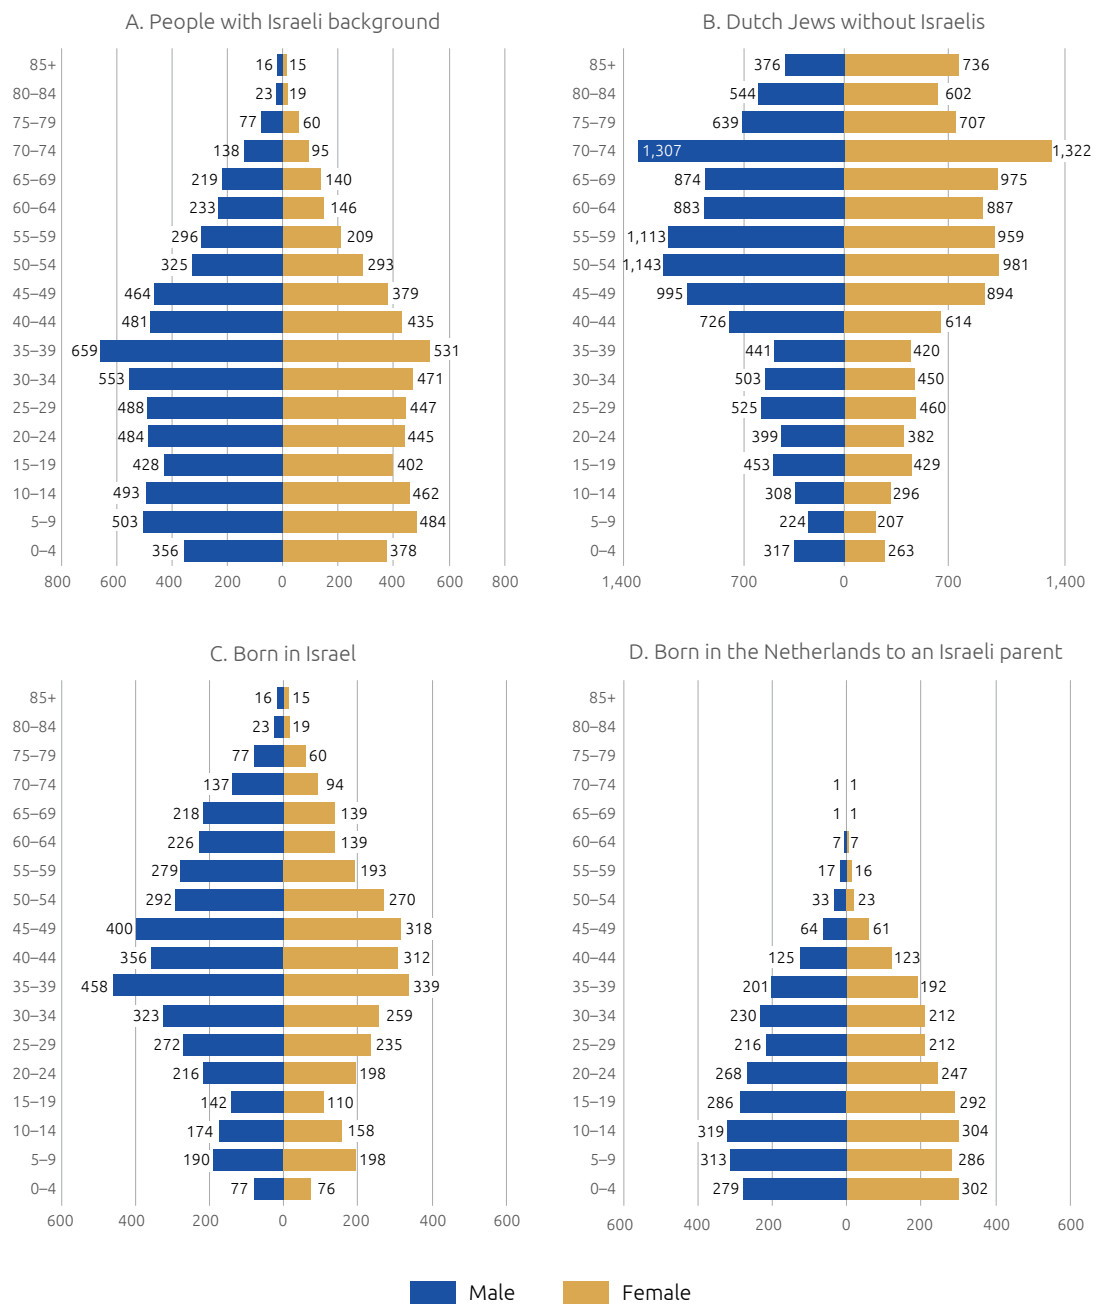 A. People with Israeli background
85+ 16 15
80–84 23 19
75–79 77 60
70–74 138 95
65–69 219 140
60–64 233 146
55–59 296 209
50–54 325 293
45–49 464 379
40–44 481 435
35–39 659 531
30–34 553 471
25–29 488 447
20–24 484 445
15–19 428 402
10–14 493 462
5–9 503 484
0–4 356 378
800 600 400 200 0 200 400 600 800
B. Dutch Jews without Israelis
85+ 376 736
80–84 544 602
75–79 639 707
70–74 1,307 1,322
65–69 874 975
60–64 883 887
55–59 1,113 959
50–54 1,143 981
45–49 995 894
40–44 726 614
35–39 441 420
30–34 503 450
25–29 525 460
20–24 399 382
15–19 453 429
10–14 308 296
5–9 224 207
0–4 317 263
1,400 700 0 700 1,400
C. Born in Israel
85+ 16 15
80–84 23 19
75–79 77 60
70–74 137 94
65–69 218 139
60–64 226 139
55–59 279 193
50–54 292 270
45–49 400 318
40–44 356 312
35–39 458 339
30–34 323 259
25–29 272 235
20–24 216 198
15–19 142 110
10–14 174 158
5–9 190 198
0–4 77 76
600 400 200 0 200 400 600
D. Born in the Netherlands to an Israeli parent
85+
80–84
75–79
70–74 1 1
65–69 1 1
60–64 7 7
55–59 17 16
50–54 33 23
45–49 64 61
40–44 125 123
35–39 201 192
30–34 230 212
25–29 216 212
20–24 268 247
15–19 286 292
10–14 319 304
5–9 313 286
0–4 279 302
600 400 200 0 200 400 600
Male Female